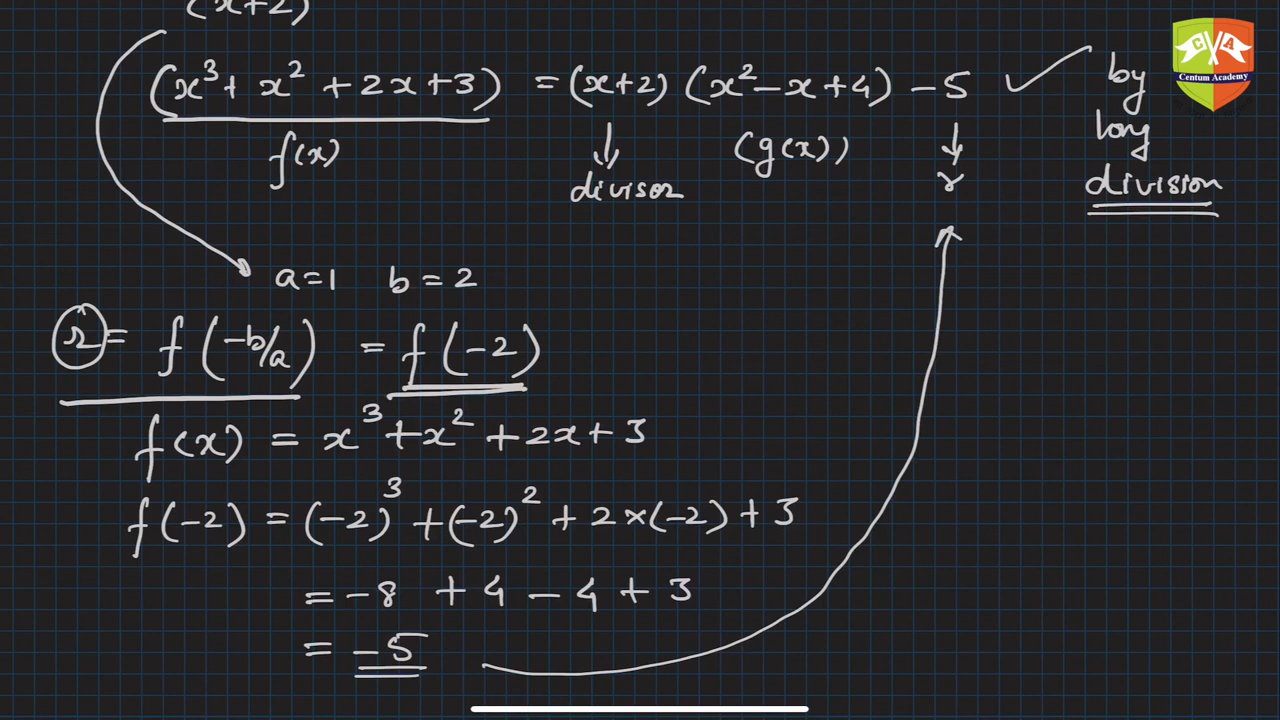 (x+2)
(x³ + x² + 2x + 3) = (x+2) (x² - x + 4) - 5 ✓ by
long
division
f(x) ↓ divisor (g(x)) ↓ r
a = 1 b = 2
r = f(-b/a) = f(-2)
f(x) = x³ + x² + 2x + 3
f(-2) = (-2)³ + (-2)² + 2×(-2) + 3
= -8 + 4 - 4 + 3
= -5
C A
Centum Academy